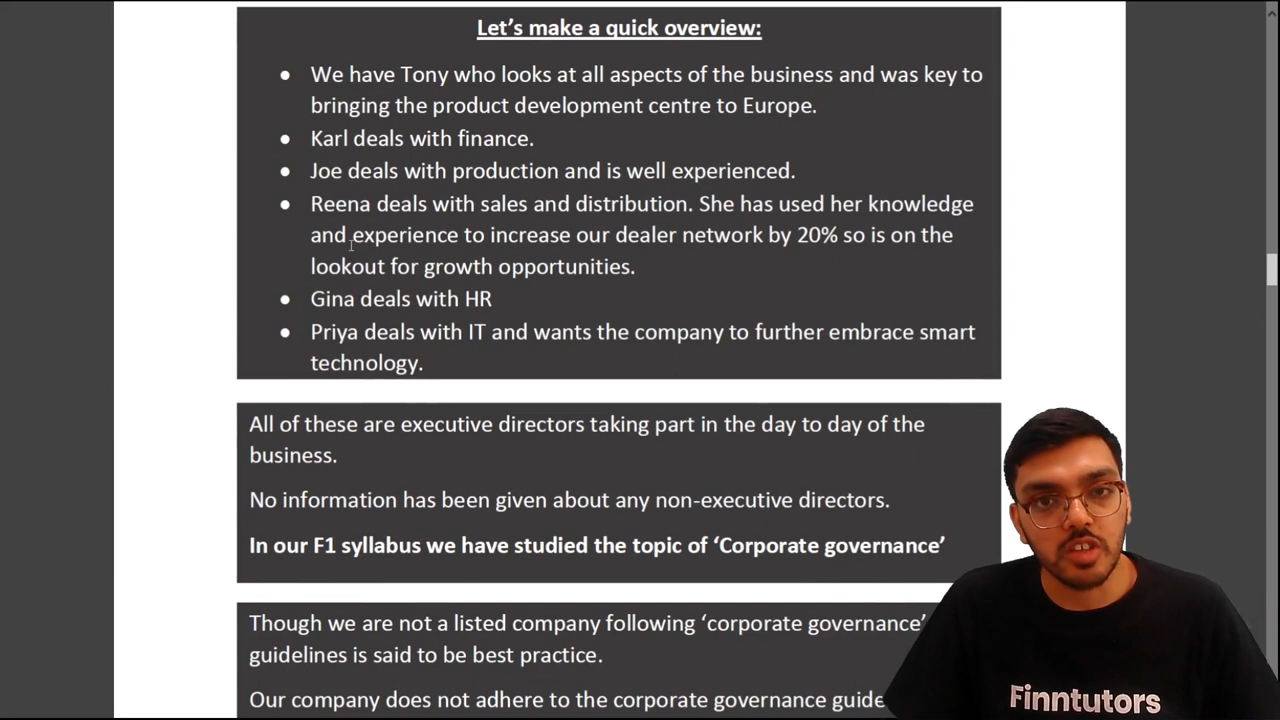 Let’s make a quick overview:
• We have Tony who looks at all aspects of the business and was key to
bringing the product development centre to Europe.
• Karl deals with finance.
• Joe deals with production and is well experienced.
• Reena deals with sales and distribution. She has used her knowledge
and experience to increase our dealer network by 20% so is on the
lookout for growth opportunities.
• Gina deals with HR
• Priya deals with IT and wants the company to further embrace smart
technology.
All of these are executive directors taking part in the day to day of the
business.
No information has been given about any non-executive directors.
In our F1 syllabus we have studied the topic of ‘Corporate governance’
Though we are not a listed company following ‘corporate governance’
guidelines is said to be best practice.
Our company does not adhere to the corporate governance
Finntutors